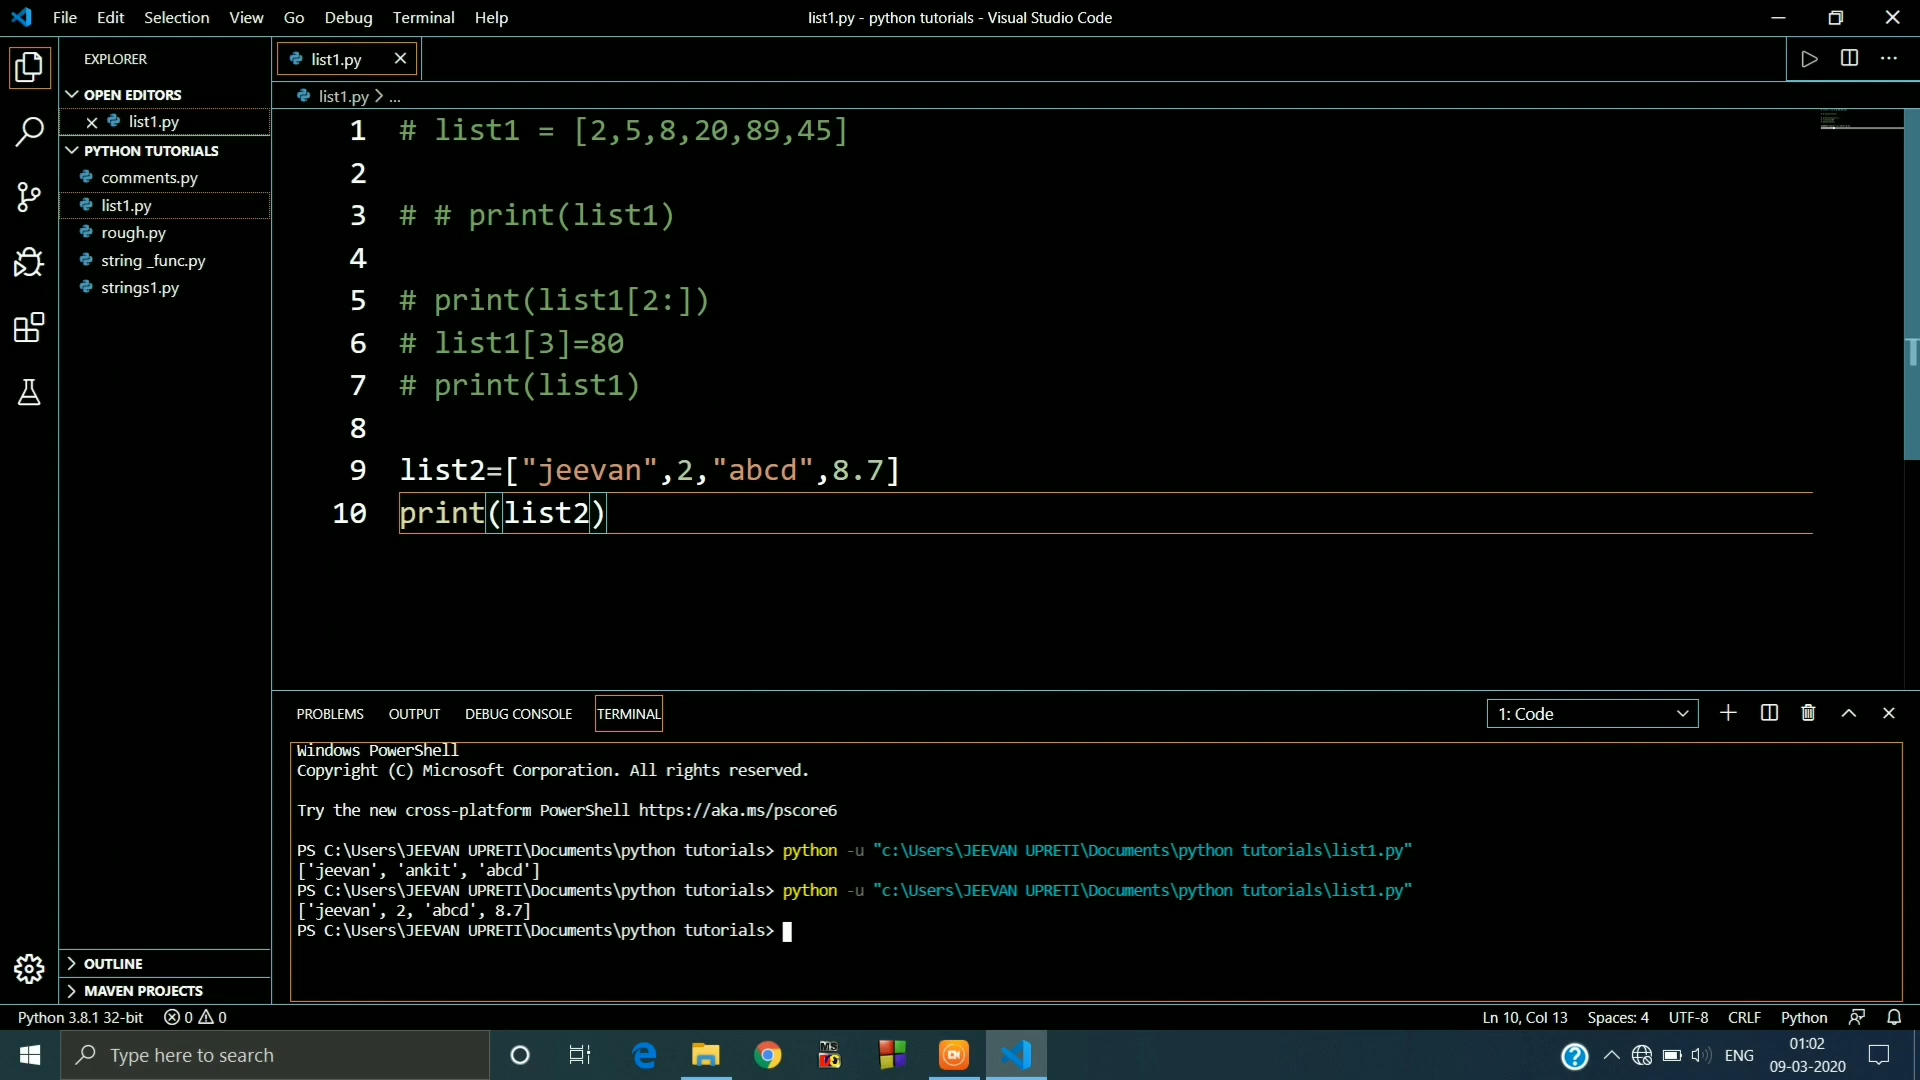 File Edit Selection View Go Debug Terminal Help
list1.py - python tutorials - Visual Studio Code
EXPLORER
OPEN EDITORS
list1.py
PYTHON TUTORIALS
comments.py
list1.py
rough.py
string _func.py
strings1.py
OUTLINE
MAVEN PROJECTS
list1.py
list1.py > ...
1 # list1 = [2,5,8,20,89,45]
2
3 # # print(list1)
4
5 # print(list1[2:])
6 # list1[3]=80
7 # print(list1)
8
9 list2=["jeevan",2,"abcd",8.7]
10 print(list2)
PROBLEMS OUTPUT DEBUG CONSOLE TERMINAL
1: Code
Windows PowerShell
Copyright (C) Microsoft Corporation. All rights reserved.
Try the new cross-platform PowerShell https://aka.ms/pscore6
PS C:\Users\JEEVAN UPRETI\Documents\python tutorials> python -u "c:\Users\JEEVAN UPRETI\Documents\python tutorials\list1.py"
['jeevan', 'ankit', 'abcd']
PS C:\Users\JEEVAN UPRETI\Documents\python tutorials> python -u "c:\Users\JEEVAN UPRETI\Documents\python tutorials\list1.py"
['jeevan', 2, 'abcd', 8.7]
PS C:\Users\JEEVAN UPRETI\Documents\python tutorials>
Python 3.8.1 32-bit 0 0
Ln 10, Col 13 Spaces: 4 UTF-8 CRLF Python
Type here to search
ENG
01:02
09-03-2020